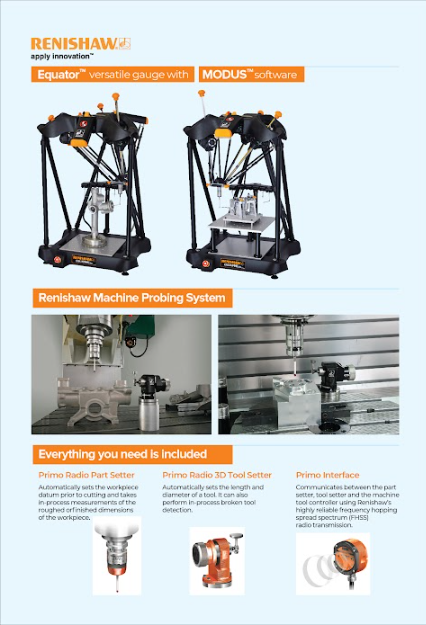 RENISHAW
apply innovation™
Equator™ versatile gauge with MODUS™ software
Renishaw Machine Probing System
Everything you need is included
Primo Radio Part Setter
Automatically sets the workpiece
datum prior to cutting and takes
in-process measurements of the
roughed or finished dimensions
of the workpiece.
Primo Radio 3D Tool Setter
Automatically sets the length and
diameter of a tool. It can also
perform in-process broken tool
detection.
Primo Interface
Communicates between the part
setter, tool setter and the machine
tool controller using Renishaw's
highly reliable frequency hopping
spread spectrum (FHSS)
radio transmission.